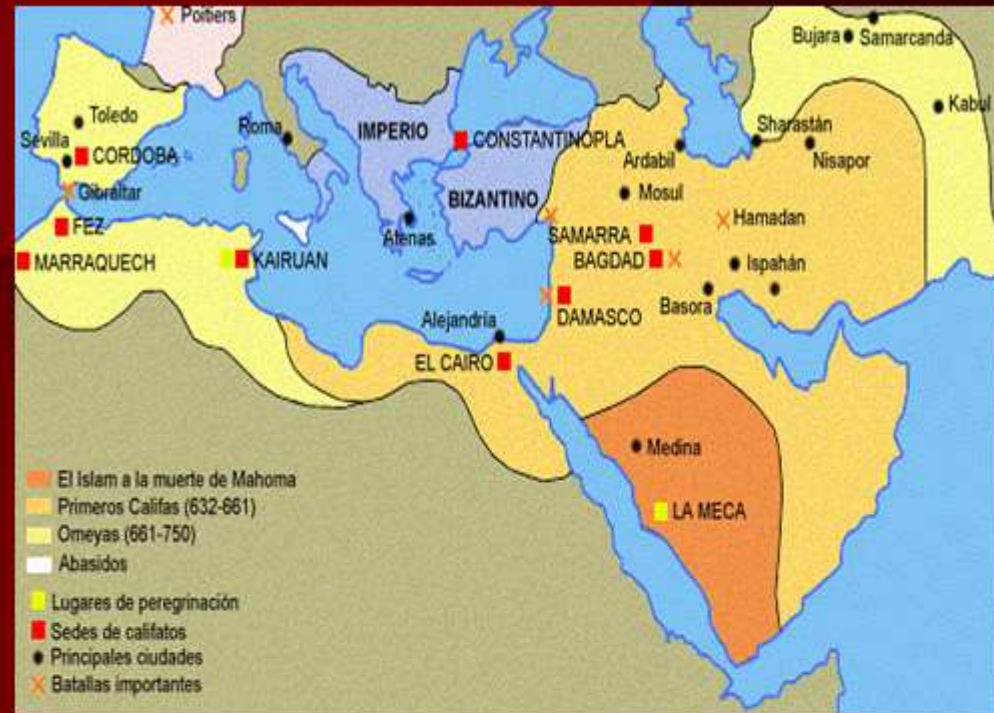 Poitiers
Bujara
Samarcanda
Kabul
Toledo
Roma
IMPERIO
CONSTANTINOPLA
Sharastán
Sevilla
CORDOBA
Ardabil
Nisapor
Gibraltar
BIZANTINO
Mosul
FEZ
Atenas
Hamadan
SAMARRA
MARRAQUECH
KAIRUAN
BAGDAD
Ispahán
Basora
DAMASCO
Alejandría
EL CAIRO
Medina
LA MECA
El Islam a la muerte de Mahoma
Primeros Califas (632-661)
Omeyas (661-750)
Abasidos
Lugares de peregrinación
Sedes de califatos
Principales ciudades
Batallas importantes